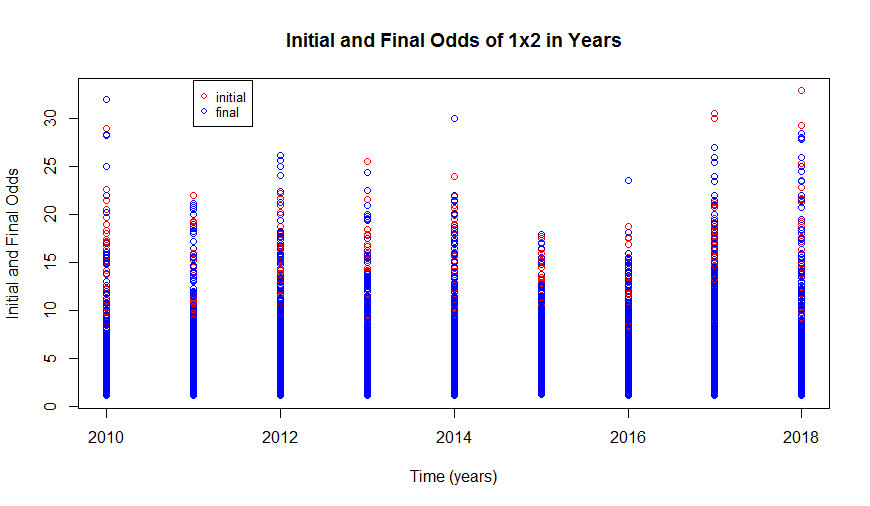 Initial and Final Odds of 1x2 in Years
initial
final
Initial and Final Odds
30
25
20
15
10
5
0
2010 2012 2014 2016 2018
Time (years)